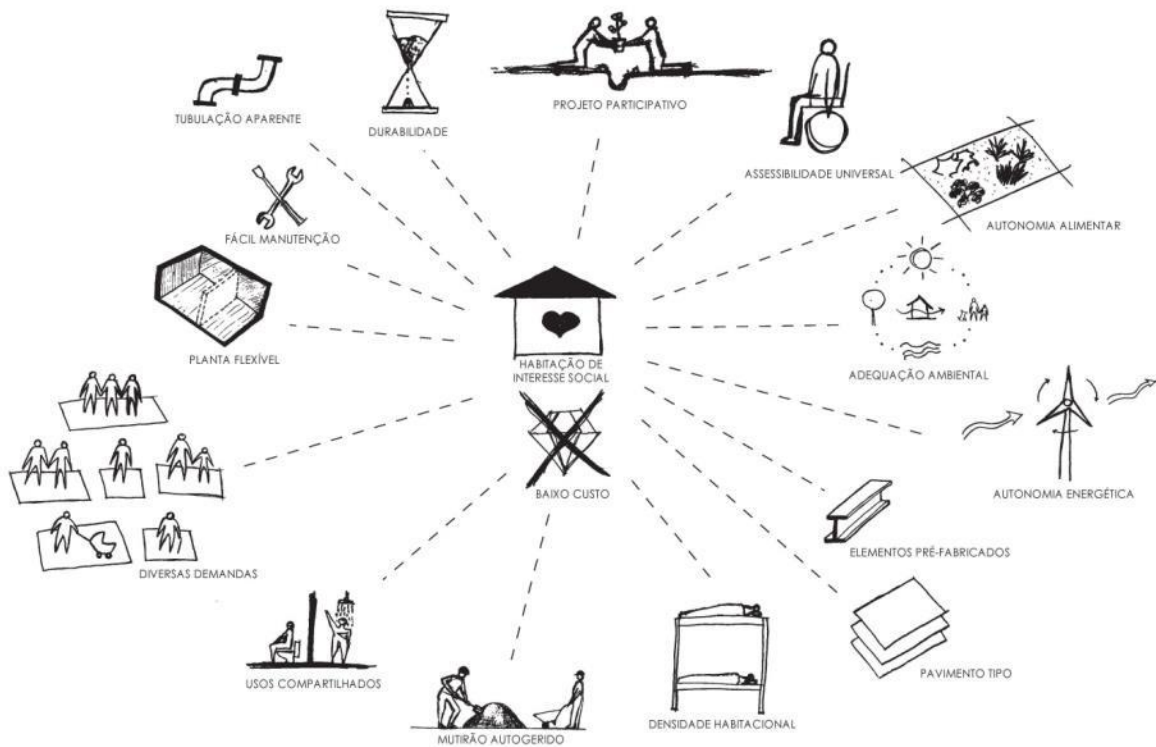 PROJETO PARTICIPATIVO
TUBULAÇÃO APARENTE
DURABILIDADE
ASSESSIBILIDADE UNIVERSAL
AUTONOMIA ALIMENTAR
FÁCIL MANUTENÇÃO
PLANTA FLEXÍVEL
HABITAÇÃO DE
INTERESSE SOCIAL
ADEQUAÇÃO AMBIENTAL
BAIXO CUSTO
AUTONOMIA ENERGÉTICA
ELEMENTOS PRÉ-FABRICADOS
DIVERSAS DEMANDAS
USOS COMPARTILHADOS
PAVIMENTO TIPO
DENSIDADE HABITACIONAL
MUTIRÃO AUTOGERIDO